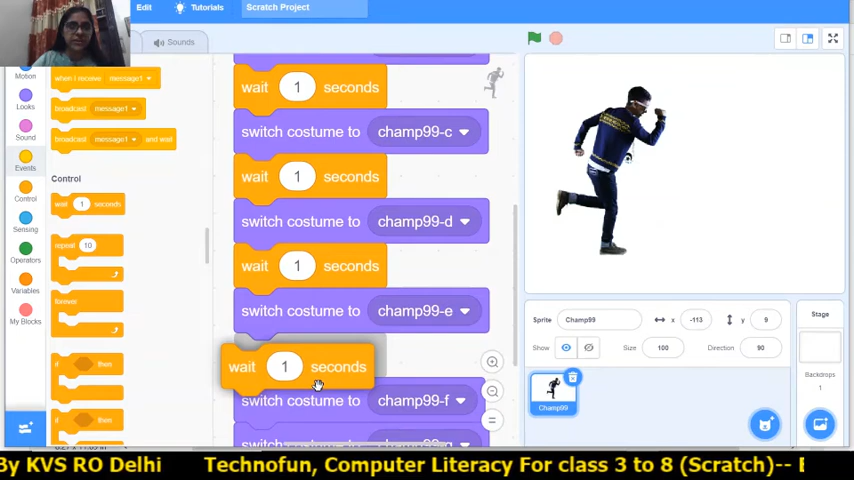 Edit Tutorials Scratch Project
Sounds
Motion
Looks
Sound
Events
Control
Sensing
Operators
Variables
My Blocks
when I receive message1
broadcast message1
broadcast message1 and wait
Control
wait 1 seconds
repeat 10
forever
if then
if then
wait 1 seconds
switch costume to champ99-c
wait 1 seconds
switch costume to champ99-d
wait 1 seconds
switch costume to champ99-e
wait 1 seconds
switch costume to champ99-f
Sprite Champ99 x -113 y 9
Show Size 100 Direction 90
Champ99
Stage
Backdrops
1
By KVS RO Delhi Technofun, Computer Literacy For class 3 to 8 (Scratch)--